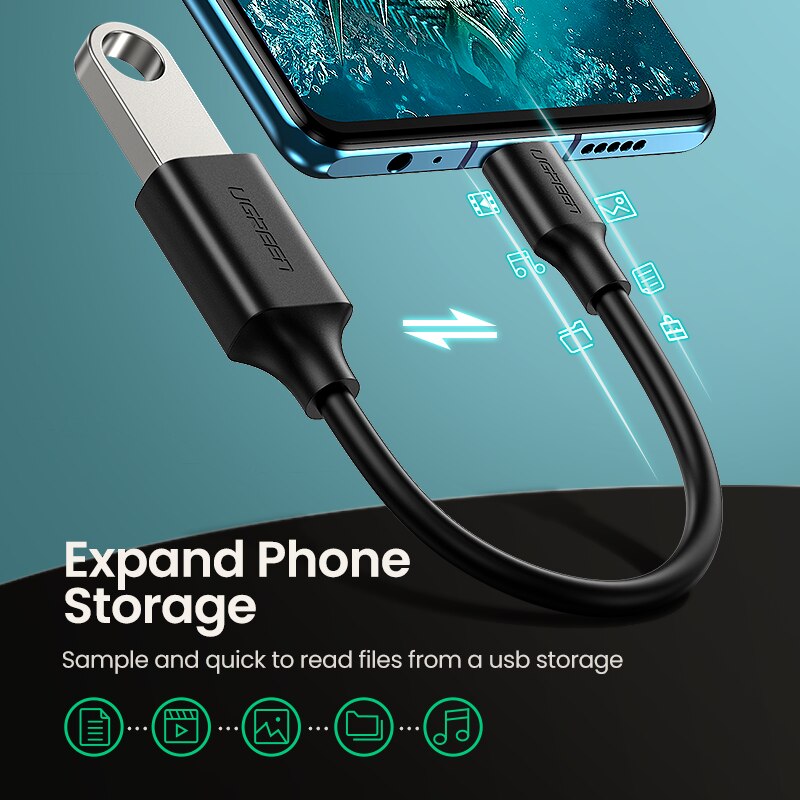 UGREEN
UGREEN
Expand Phone
Storage
Sample and quick to read files from a usb storage